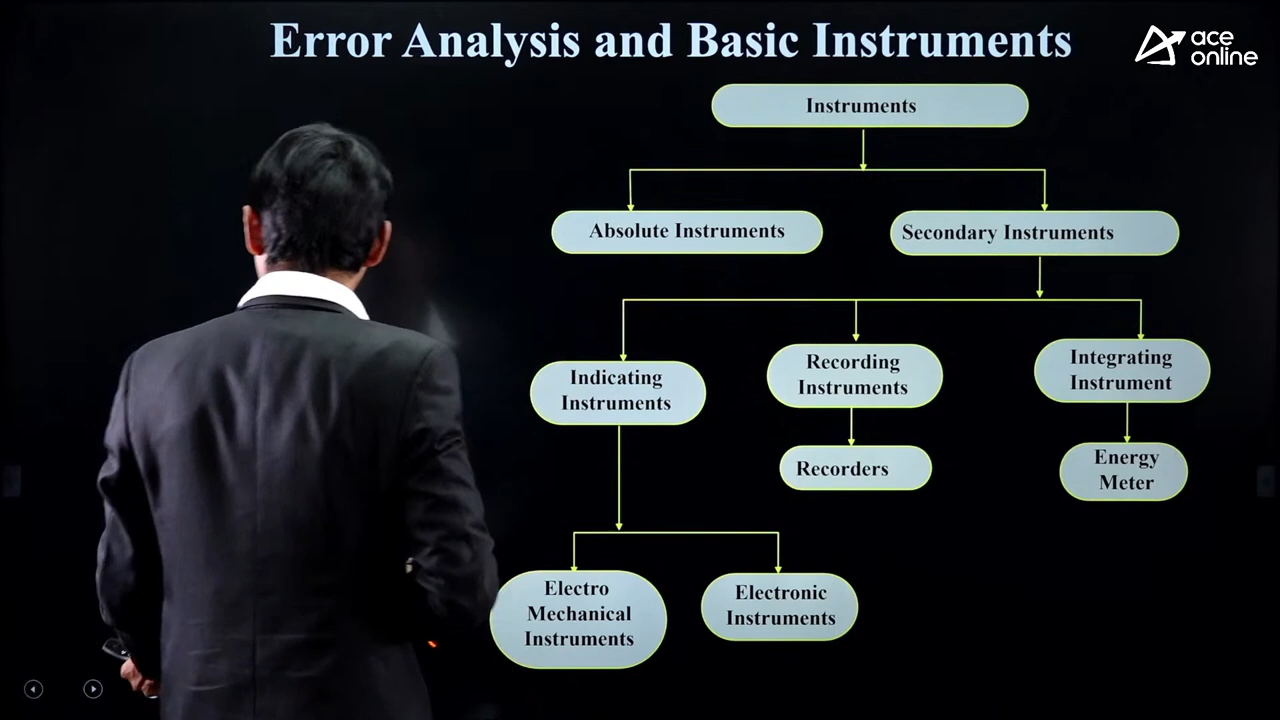 Error Analysis and Basic Instruments
ace
online
Instruments
Absolute Instruments
Secondary Instruments
Indicating
Instruments
Recording
Instruments
Integrating
Instrument
Recorders
Energy
Meter
Electro
Mechanical
Instruments
Electronic
Instruments